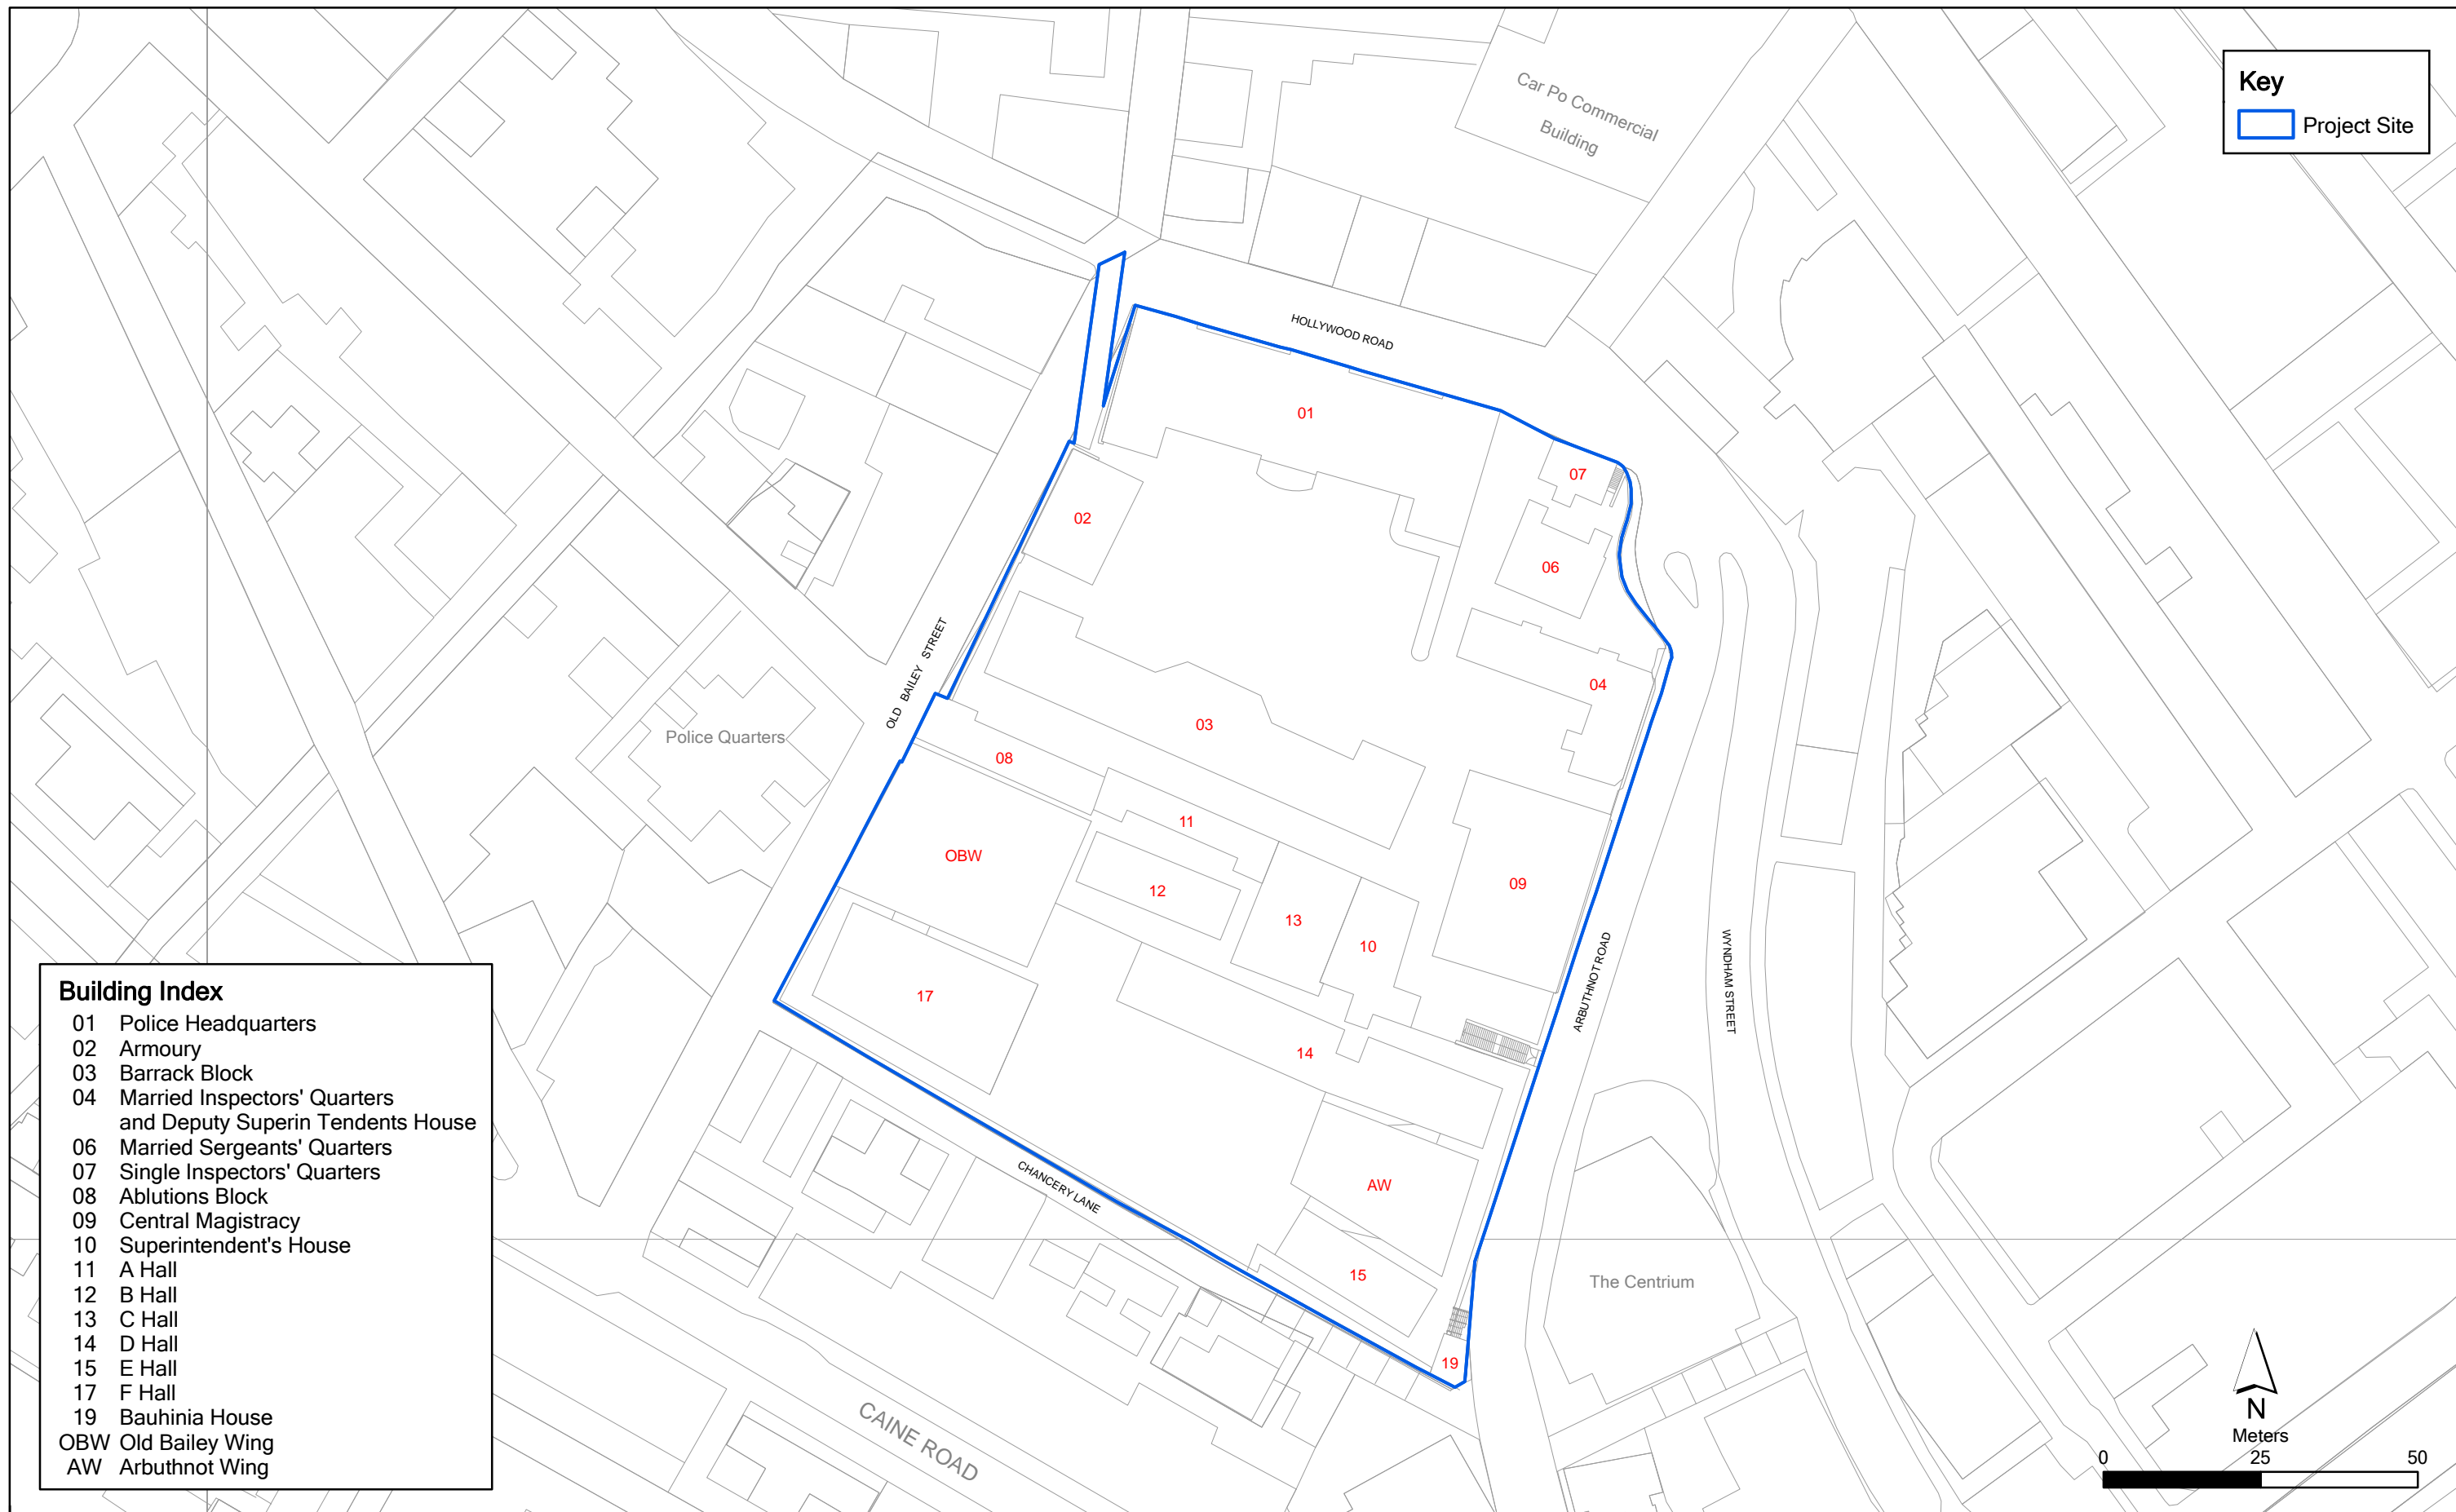 Car Po Commercial
Building
Key
Project Site
HOLLYWOOD ROAD
01
07
02
06
OLD BAILEY STREET
04
03
Police Quarters
08
11
OBW
12
09
13
10
ARBUTHNOT ROAD
WYNDHAM STREET
17
14
CHANCERY LANE
AW
15
The Centrium
19
CAINE ROAD
Building Index
01 Police Headquarters
02 Armoury
03 Barrack Block
04 Married Inspectors' Quarters
and Deputy Superin Tendents House
06 Married Sergeants' Quarters
07 Single Inspectors' Quarters
08 Ablutions Block
09 Central Magistracy
10 Superintendent's House
11 A Hall
12 B Hall
13 C Hall
14 D Hall
15 E Hall
17 F Hall
19 Bauhinia House
OBW Old Bailey Wing
AW Arbuthnot Wing
N
Meters
0 25 50